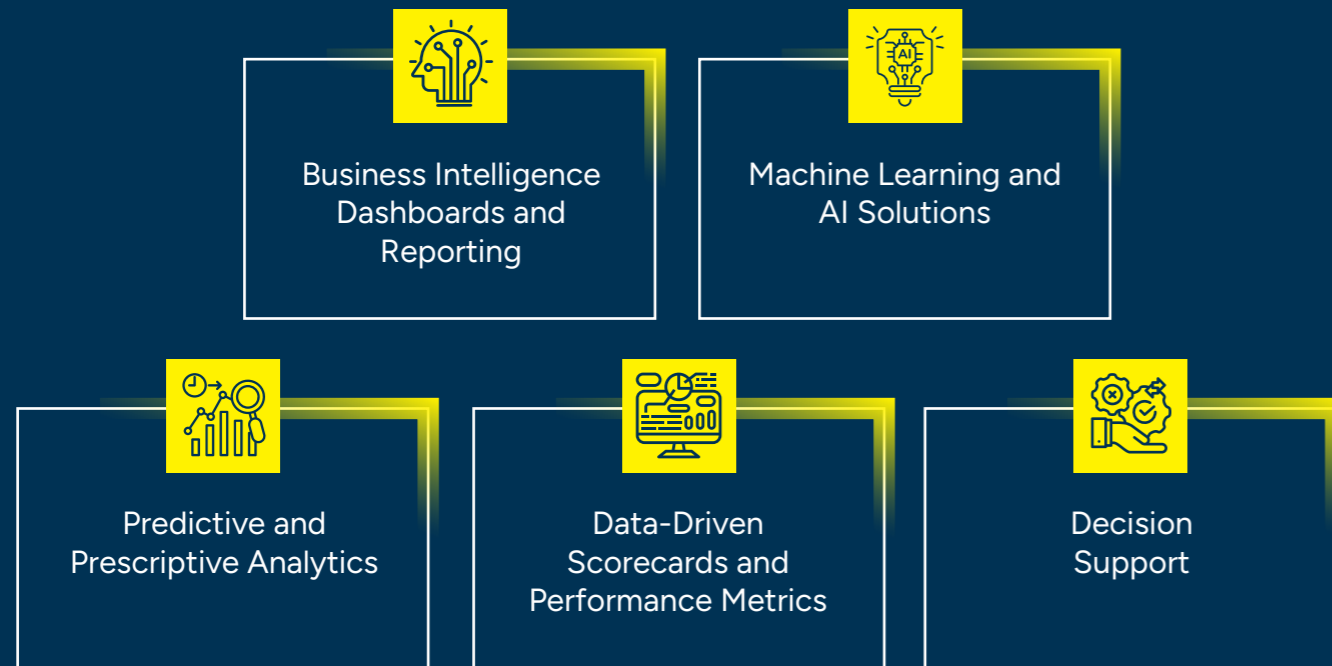 Business Intelligence
Dashboards and
Reporting
AI
Machine Learning and
AI Solutions
Predictive and
Prescriptive Analytics
Data-Driven
Scorecards and
Performance Metrics
Decision
Support